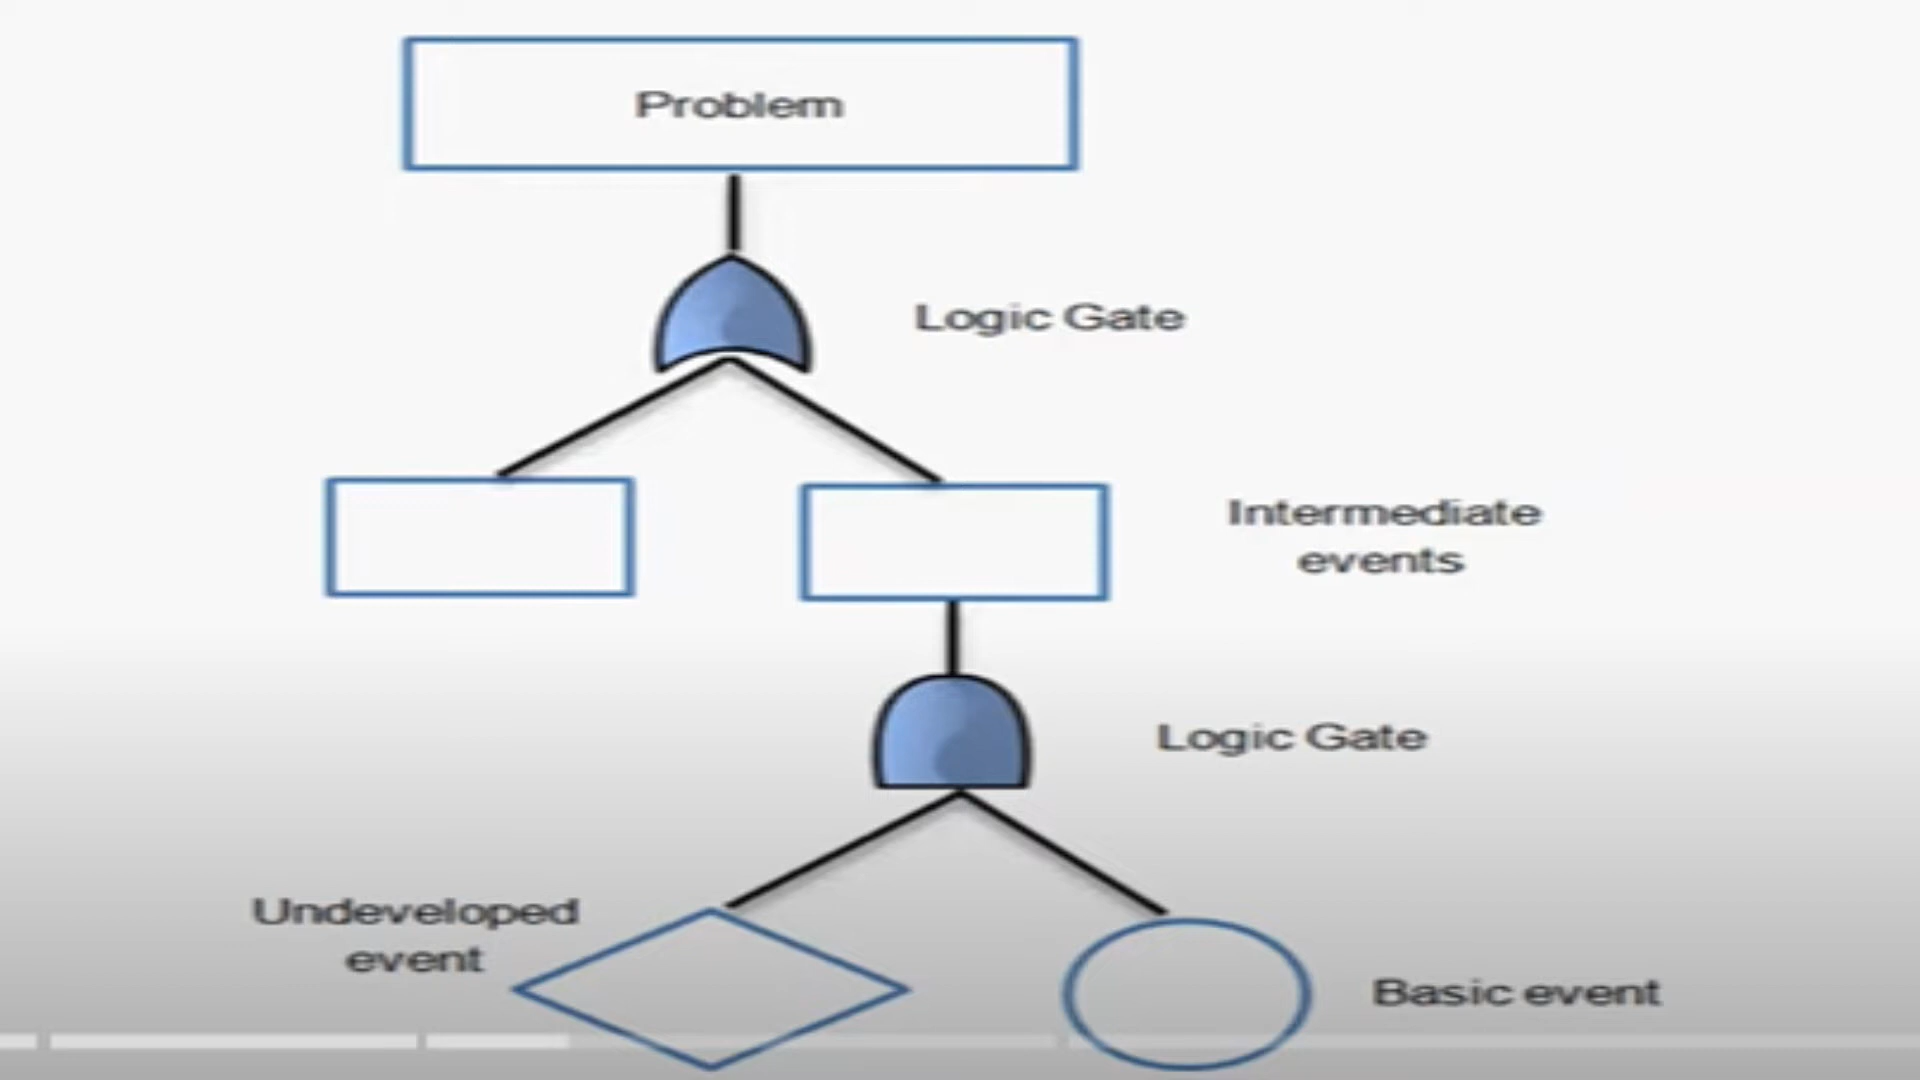 Problem
Logic Gate
Intermediate
events
Logic Gate
Undeveloped
event
Basic event